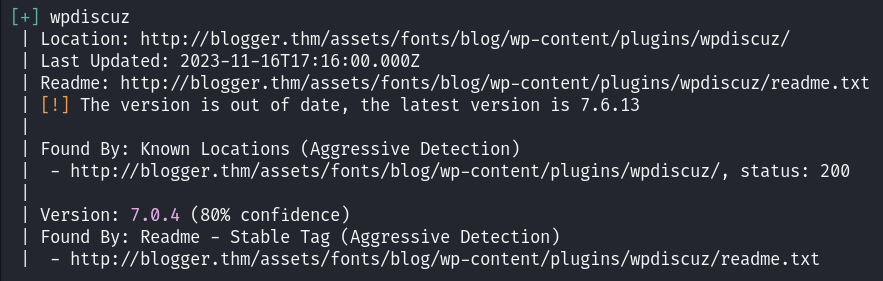 [+] wpdiscuz
| Location: http://blogger.thm/assets/fonts/blog/wp-content/plugins/wpdiscuz/
| Last Updated: 2023-11-16T17:16:00.000Z
| Readme: http://blogger.thm/assets/fonts/blog/wp-content/plugins/wpdiscuz/readme.txt
| [!] The version is out of date, the latest version is 7.6.13
|
| Found By: Known Locations (Aggressive Detection)
|  - http://blogger.thm/assets/fonts/blog/wp-content/plugins/wpdiscuz/, status: 200
|
| Version: 7.0.4 (80% confidence)
| Found By: Readme - Stable Tag (Aggressive Detection)
|  - http://blogger.thm/assets/fonts/blog/wp-content/plugins/wpdiscuz/readme.txt